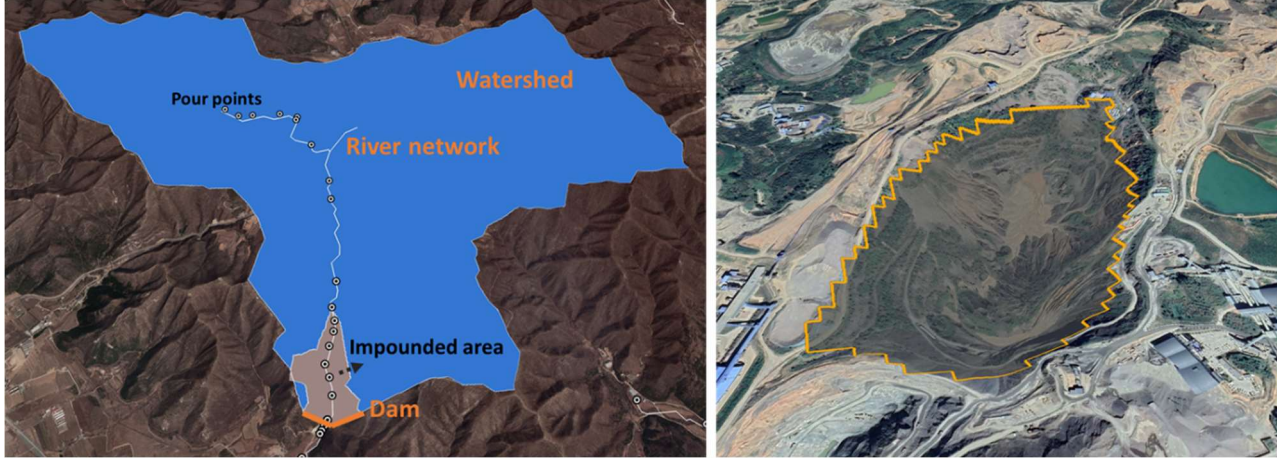 Watershed
Pour points
River network
Impounded area
Dam